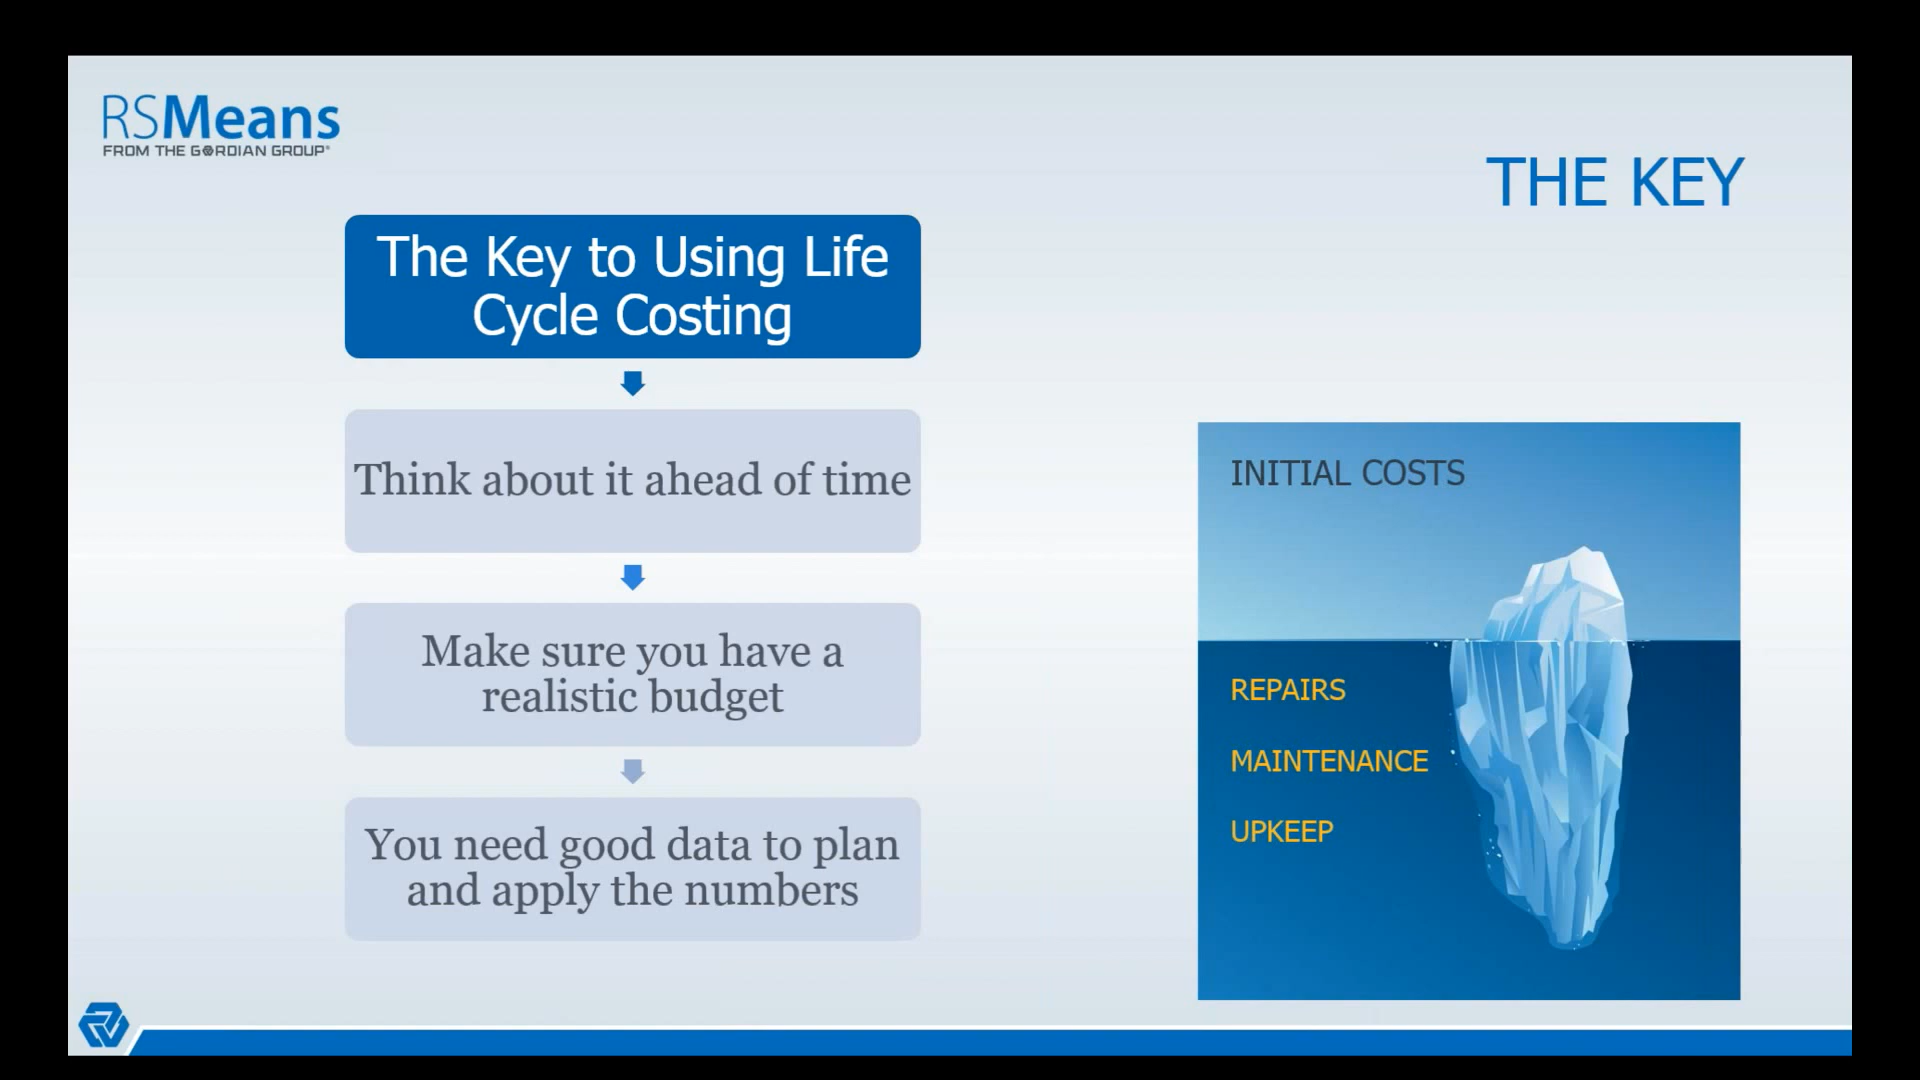 RSMeans
FROM THE GORDIAN GROUP®
THE KEY
The Key to Using Life
Cycle Costing
Think about it ahead of time
Make sure you have a
realistic budget
You need good data to plan
and apply the numbers
INITIAL COSTS
REPAIRS
MAINTENANCE
UPKEEP